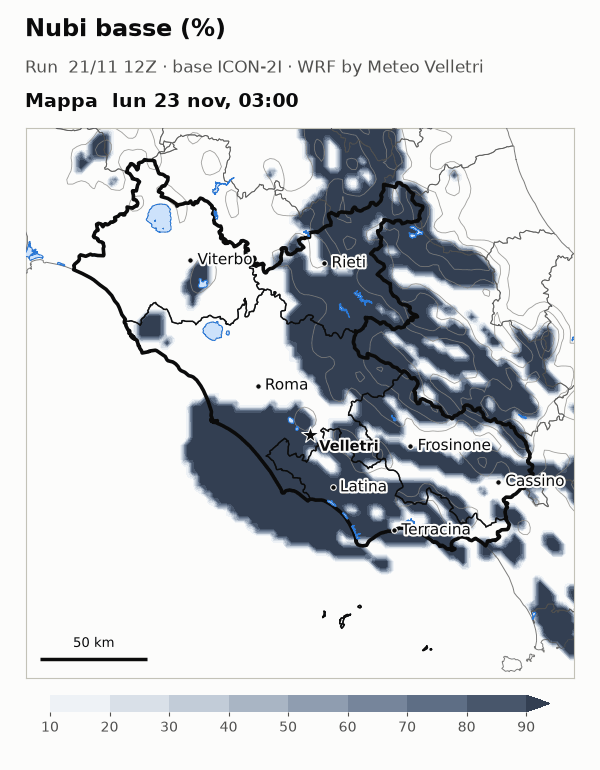 Nubi basse (%)
Run 21/11 12Z · base ICON-2I · WRF by Meteo Velletri
Mappa lun 23 nov, 03:00
Viterbo
Rieti
Roma
Velletri
Frosinone
Latina
Cassino
Terracina
50 km
10 20 30 40 50 60 70 80 90